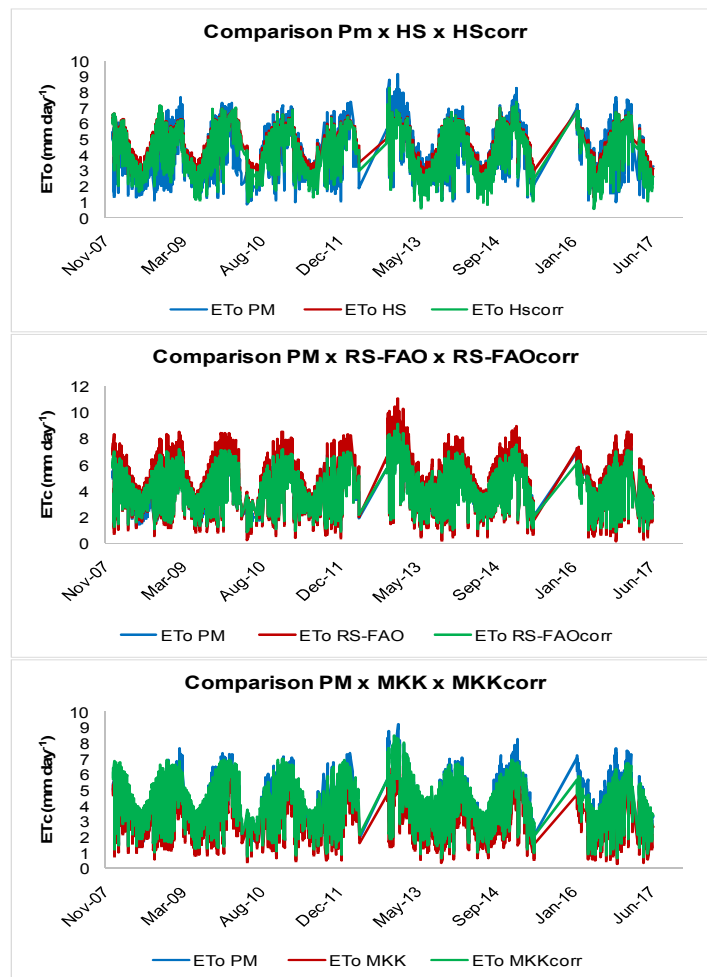 Comparison Pm x HS x HScorr
ETo (mm day-1)
10
9
8
7
6
5
4
3
2
1
0
Nov-07 Mar-09 Aug-10 Dec-11 May-13 Sep-14 Jan-16 Jun-17
ETo PM ETo HS ETo Hscorr
Comparison PM x RS-FAO x RS-FAOcorr
ETc (mm day-1)
12
10
8
6
4
2
0
Nov-07 Mar-09 Aug-10 Dec-11 May-13 Sep-14 Jan-16 Jun-17
ETo PM ETo RS-FAO ETo RS-FAOcorr
Comparison PM x MKK x MKKcorr
ETc (mm day-1)
10
9
8
7
6
5
4
3
2
1
0
Nov-07 Mar-09 Aug-10 Dec-11 May-13 Sep-14 Jan-16 Jun-17
ETo PM ETo MKK ETo MKKcorr